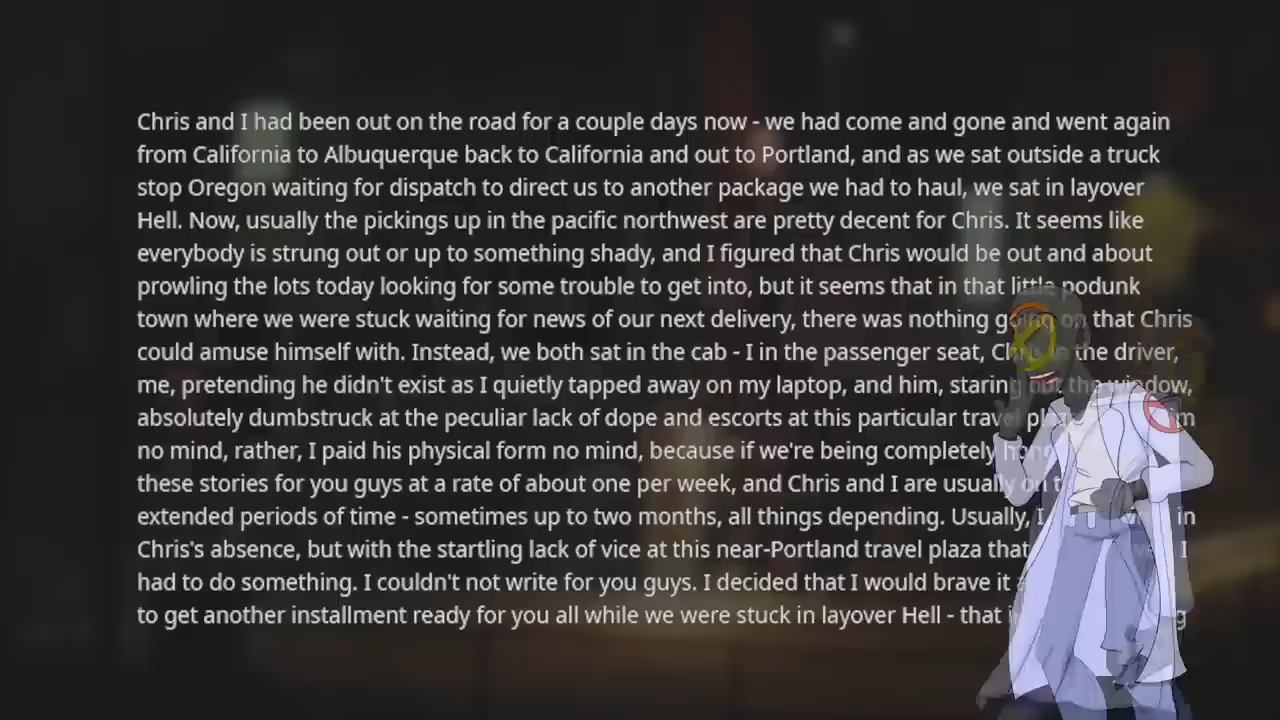 Chris and I had been out on the road for a couple days now - we had come and gone and went again
from California to Albuquerque back to California and out to Portland, and as we sat outside a truck
stop Oregon waiting for dispatch to direct us to another package we had to haul, we sat in layover
Hell. Now, usually the pickings up in the pacific northwest are pretty decent for Chris. It seems like
everybody is strung out or up to something shady, and I figured that Chris would be out and about
prowling the lots today looking for some trouble to get into, but it seems that in that little podunk
town where we were stuck waiting for news of our next delivery, there was nothing going on that Chris
could amuse himself with. Instead, we both sat in the cab - I in the passenger seat, Chris in the driver,
me, pretending he didn't exist as I quietly tapped away on my laptop, and him, staring out the window,
absolutely dumbstruck at the peculiar lack of dope and escorts at this particular travel
no mind, rather, I paid his physical form no mind, because if we're being completely
these stories for you guys at a rate of about one per week, and Chris and I are usually on
extended periods of time - sometimes up to two months, all things depending. Usually, I in
Chris's absence, but with the startling lack of vice at this near-Portland travel plaza that I
had to do something. I couldn't not write for you guys. I decided that I would brave it
to get another installment ready for you all while we were stuck in layover Hell - that